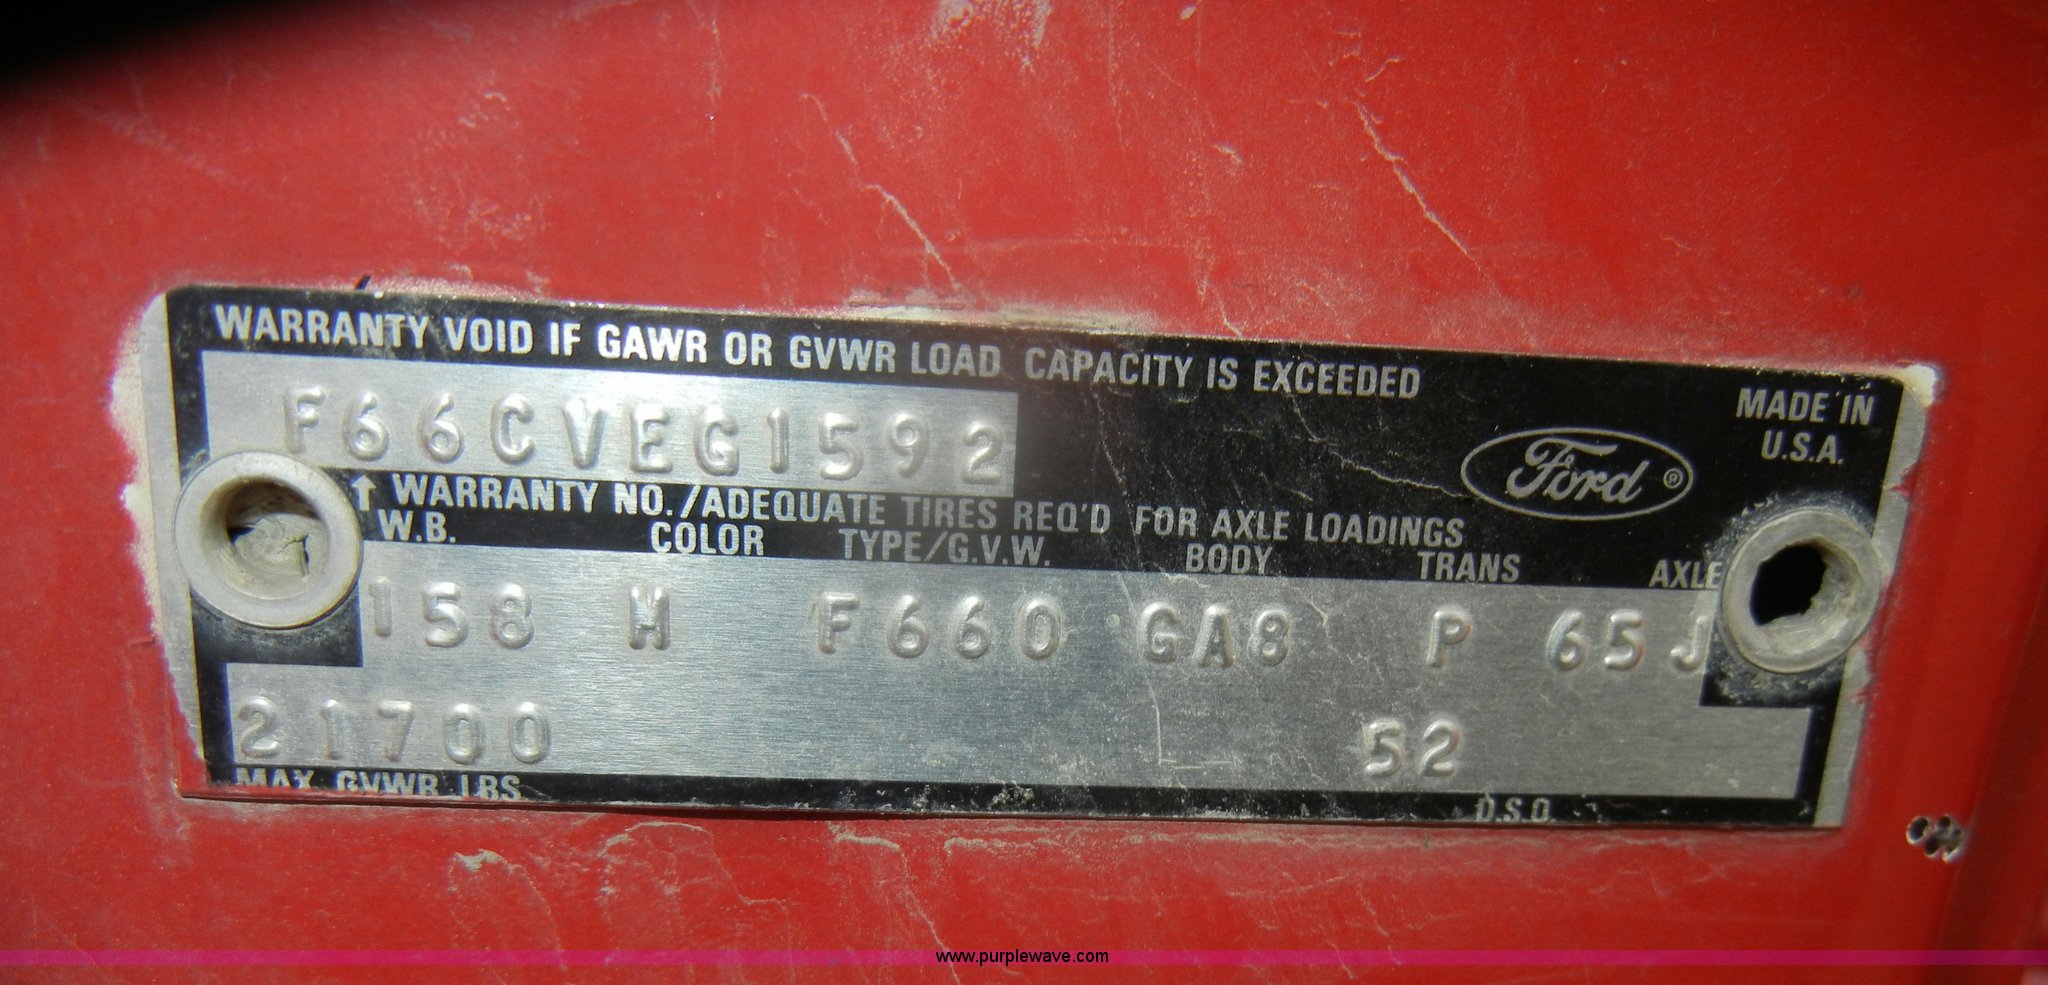 WARRANTY VOID IF GAWR OR GVWR LOAD CAPACITY IS EXCEEDED
MADE IN
U.S.A.
F66CVEG1592
Ford ®
↑ WARRANTY NO./ADEQUATE TIRES REQ'D FOR AXLE LOADINGS
W.B. COLOR TYPE/G.V.W. BODY TRANS AXLE
158 M F660 GA8 P 65J
21700 52
MAX. GVWR LBS. D.S.O.
www.purplewave.com